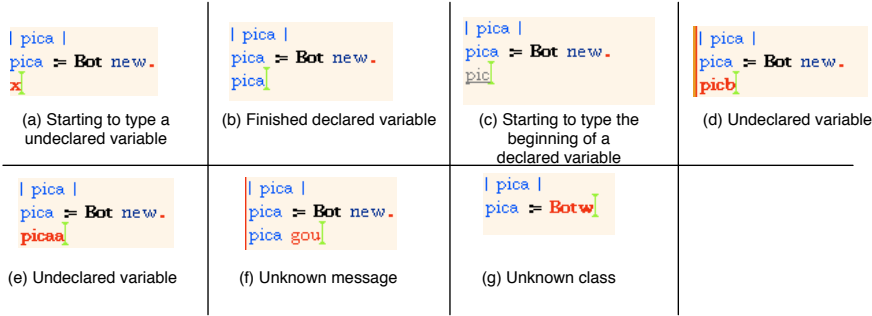 | pica |
pica := Bot new.
x
(a) Starting to type a
undeclared variable
| pica |
pica := Bot new.
pica
(b) Finished declared variable
| pica |
pica := Bot new.
pic
(c) Starting to type the
beginning of a
declared variable
| pica |
pica := Bot new.
picb
(d) Undeclared variable
| pica |
pica := Bot new.
picaa
(e) Undeclared variable
| pica |
pica := Bot new.
pica gou
(f) Unknown message
| pica |
pica := Botw
(g) Unknown class